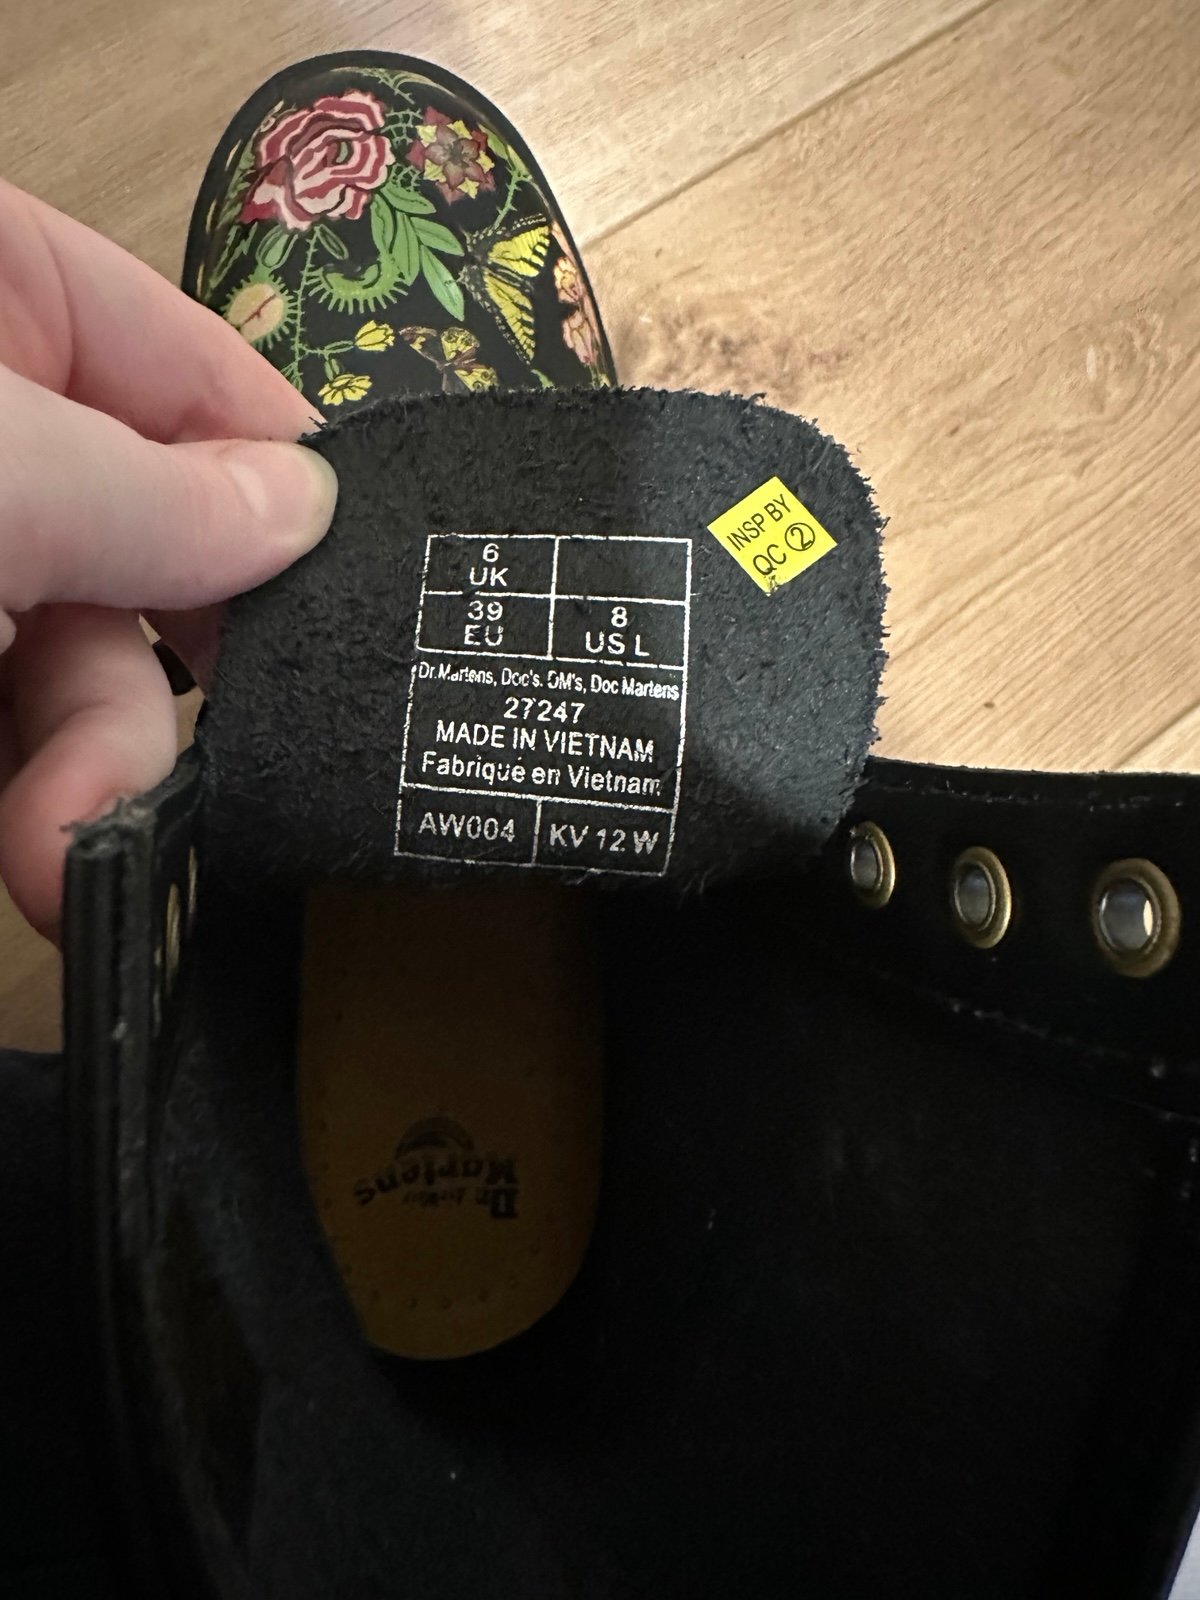 INSP BY
QC ②
6
UK
39
EU
8
US L
Dr.Martens, Doc's. DM's, Doc Martens
27247
MADE IN VIETNAM
Fabriqué en Vietnam
AW004
KV 12 W
Dr.
Martens